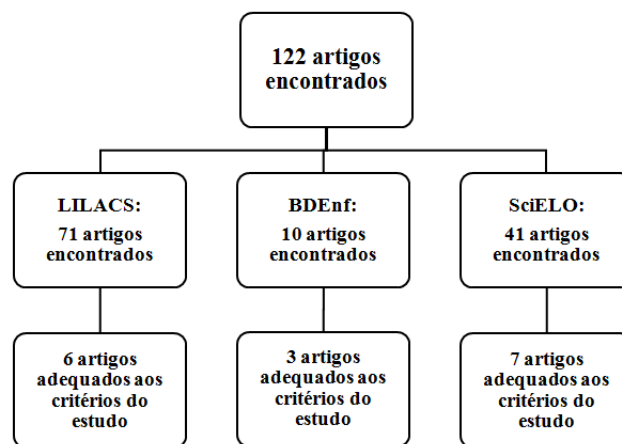 122 artigos
encontrados
LILACS:
71 artigos
encontrados
BDEnf:
10 artigos
encontrados
SciELO:
41 artigos
encontrados
6 artigos
adequados aos
critérios do
estudo
3 artigos
adequados aos
critérios do
estudo
7 artigos
adequados aos
critérios do
estudo